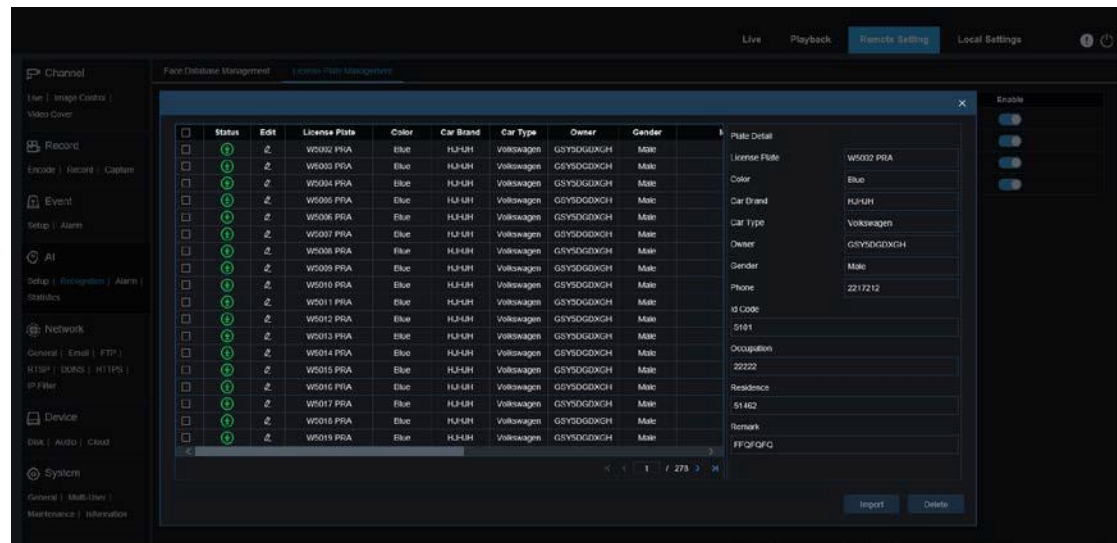 Live Playback Remote Setting Local Settings
Channel
Live | Image Control |
Video Cover
Record
Encode | Record | Capture
Event
Setup | Alarm
AI
Setup | Recognition | Alarm |
Statistics
Network
General | Email | FTP |
RTSP | DDNS | HTTPS |
IP Filter
Device
Disk | Audio | Cloud
System
General | Multi-User |
Maintenance | Information
Face Database Management License Plate Management
Enable
Status Edit License Plate Color Car Brand Car Type Owner Gender
W5002 PRA Blue HJHJH Volkswagen GSY5DGDXGH Male
W5003 PRA Blue HJHJH Volkswagen GSY5DGDXGH Male
W5004 PRA Blue HJHJH Volkswagen GSY5DGDXGH Male
W5005 PRA Blue HJHJH Volkswagen GSY5DGDXGH Male
W5006 PRA Blue HJHJH Volkswagen GSY5DGDXGH Male
W5007 PRA Blue HJHJH Volkswagen GSY5DGDXGH Male
W5008 PRA Blue HJHJH Volkswagen GSY5DGDXGH Male
W5009 PRA Blue HJHJH Volkswagen GSY5DGDXGH Male
W5010 PRA Blue HJHJH Volkswagen GSY5DGDXGH Male
W5011 PRA Blue HJHJH Volkswagen GSY5DGDXGH Male
W5012 PRA Blue HJHJH Volkswagen GSY5DGDXGH Male
W5013 PRA Blue HJHJH Volkswagen GSY5DGDXGH Male
W5014 PRA Blue HJHJH Volkswagen GSY5DGDXGH Male
W5015 PRA Blue HJHJH Volkswagen GSY5DGDXGH Male
W5016 PRA Blue HJHJH Volkswagen GSY5DGDXGH Male
W5017 PRA Blue HJHJH Volkswagen GSY5DGDXGH Male
W5018 PRA Blue HJHJH Volkswagen GSY5DGDXGH Male
W5019 PRA Blue HJHJH Volkswagen GSY5DGDXGH Male
1 / 278
Plate Detail
License Plate W5002 PRA
Color Blue
Car Brand HJHJH
Car Type Volkswagen
Owner GSY5DGDXGH
Gender Male
Phone 2217212
Id Code
5101
Occupation
22222
Residence
51462
Remark
FFQFQFQ
Import Delete